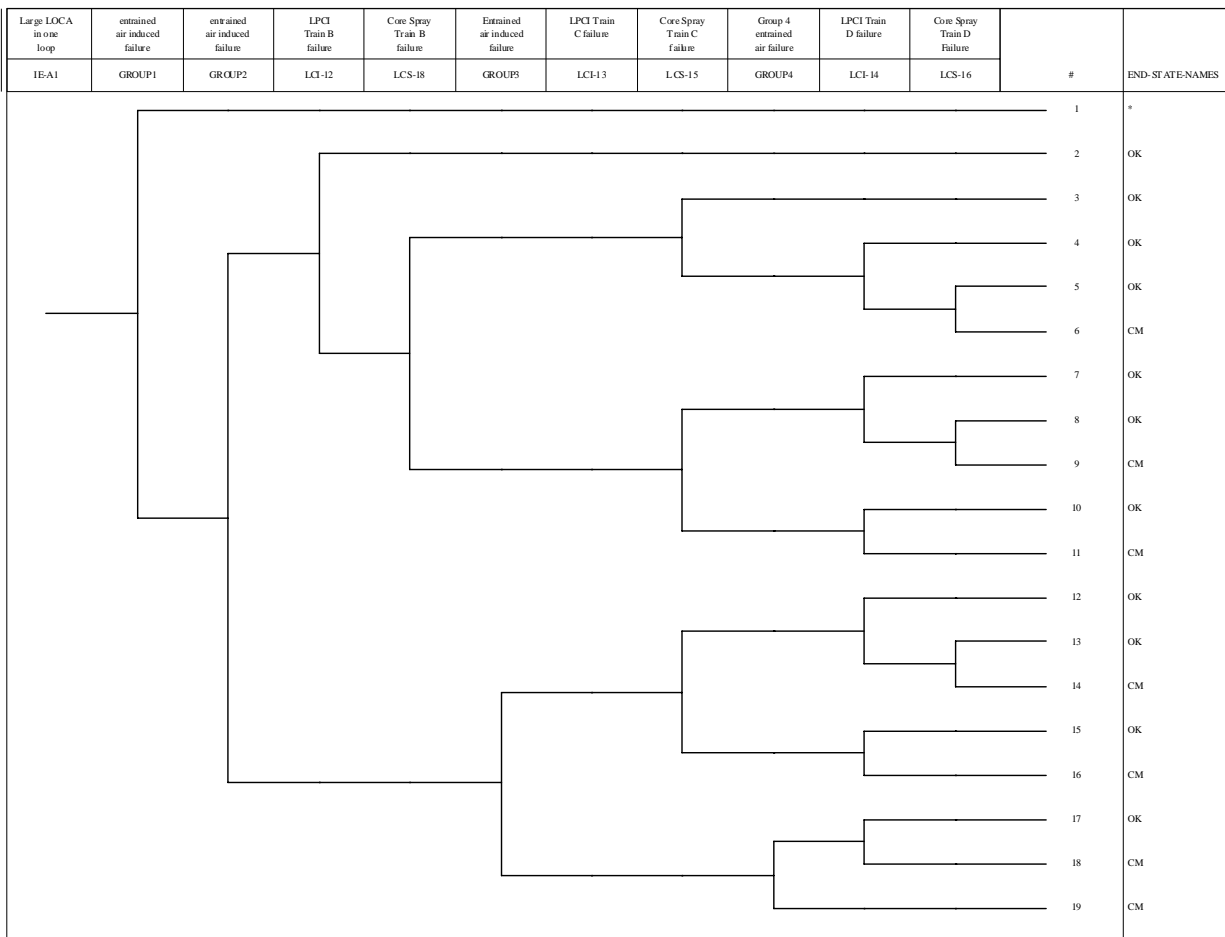 Large LOCA in one loop
entrained air induced failure
entrained air induced failure
LPCI Train B failure
Core Spray Train B failure
Entrained air induced failure
LPCI Train C failure
Core Spray Train C failure
Group 4 entrained air failure
LPCI Train D failure
Core Spray Train D Failure
IE-A1 GROUP1 GROUP2 LCI-12 LCS-18 GROUP3 LCI-13 LCS-15 GROUP4 LCI-14 LCS-16 # END-STATE-NAMES
1 *
2 OK
3 OK
4 OK
5 OK
6 CM
7 OK
8 OK
9 CM
10 OK
11 CM
12 OK
13 OK
14 CM
15 OK
16 CM
17 OK
18 CM
19 CM